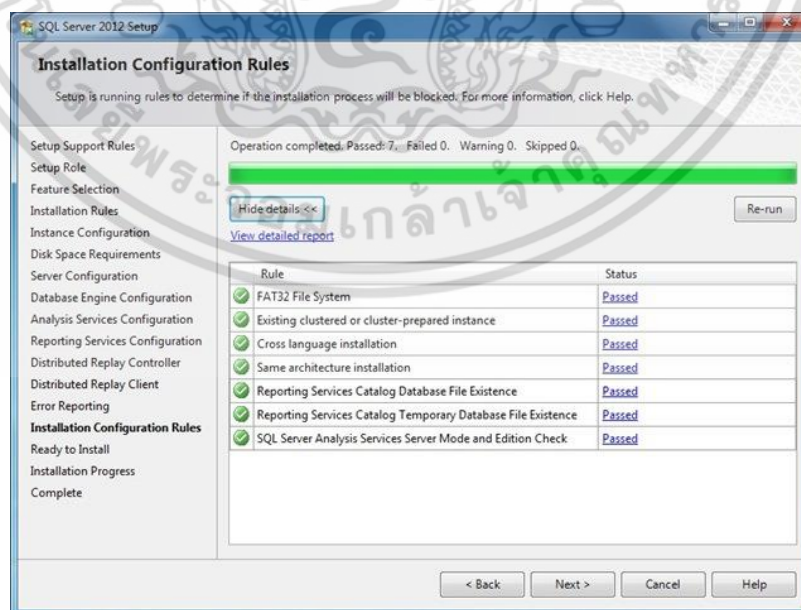 SQL Server 2012 Setup
Installation Configuration Rules
Setup is running rules to determine if the installation process will be blocked. For more information, click Help.
Setup Support Rules
Setup Role
Feature Selection
Installation Rules
Instance Configuration
Disk Space Requirements
Server Configuration
Database Engine Configuration
Analysis Services Configuration
Reporting Services Configuration
Distributed Replay Controller
Distributed Replay Client
Error Reporting
Installation Configuration Rules
Ready to Install
Installation Progress
Complete
Operation completed. Passed: 7. Failed 0. Warning 0. Skipped 0.
Hide details <<
Re-run
View detailed report
Rule Status
FAT32 File System Passed
Existing clustered or cluster-prepared instance Passed
Cross language installation Passed
Same architecture installation Passed
Reporting Services Catalog Database File Existence Passed
Reporting Services Catalog Temporary Database File Existence Passed
SQL Server Analysis Services Server Mode and Edition Check Passed
< Back Next > Cancel Help